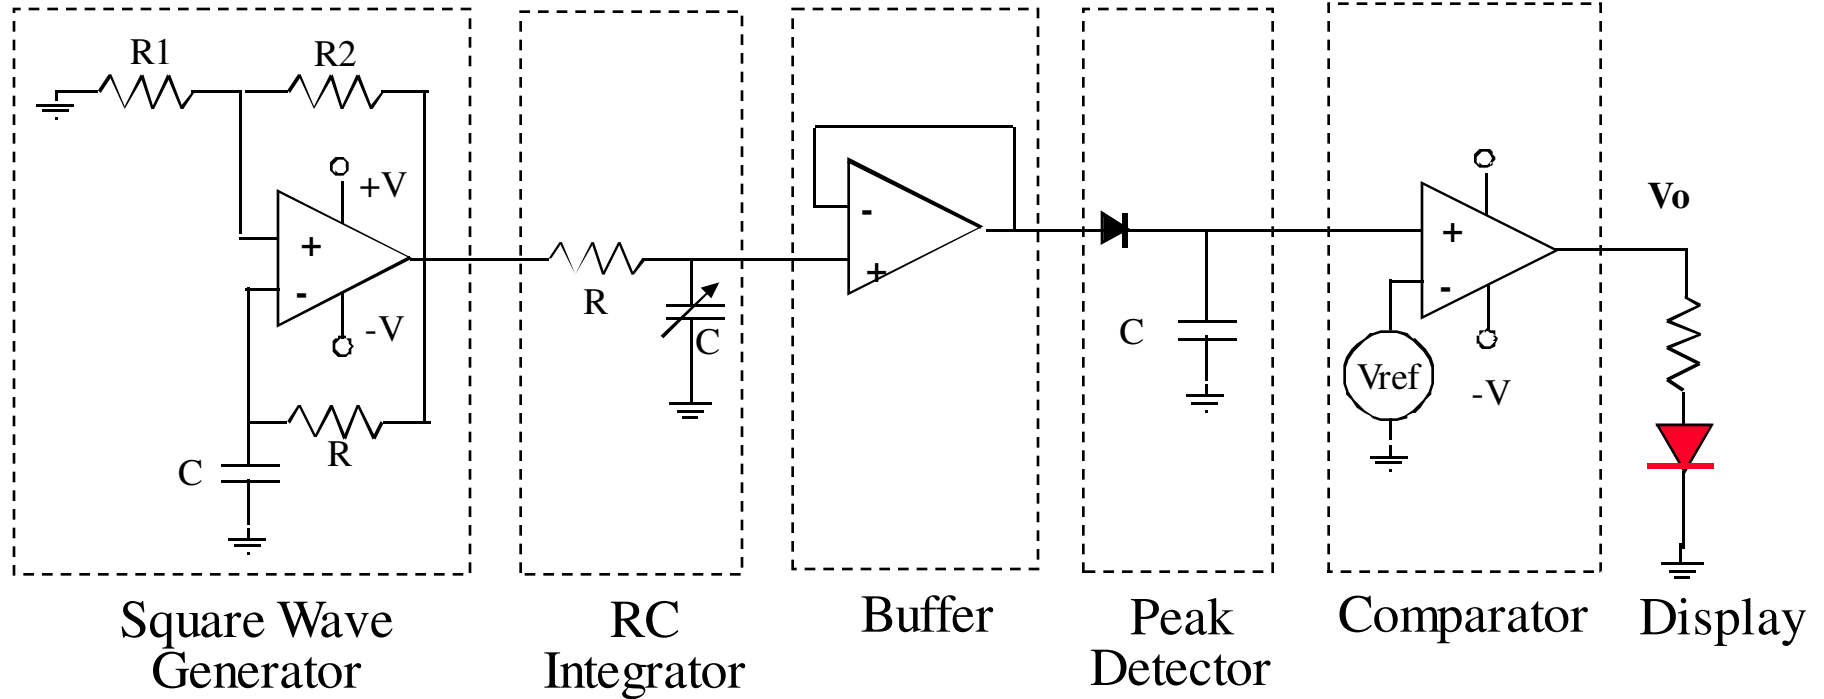 R1
R2
+V
+
-
-V
R
C
Square Wave
Generator
R
C
RC
Integrator
-
+
Buffer
C
Peak
Detector
+
-
Vref
-V
Comparator
Vo
Display